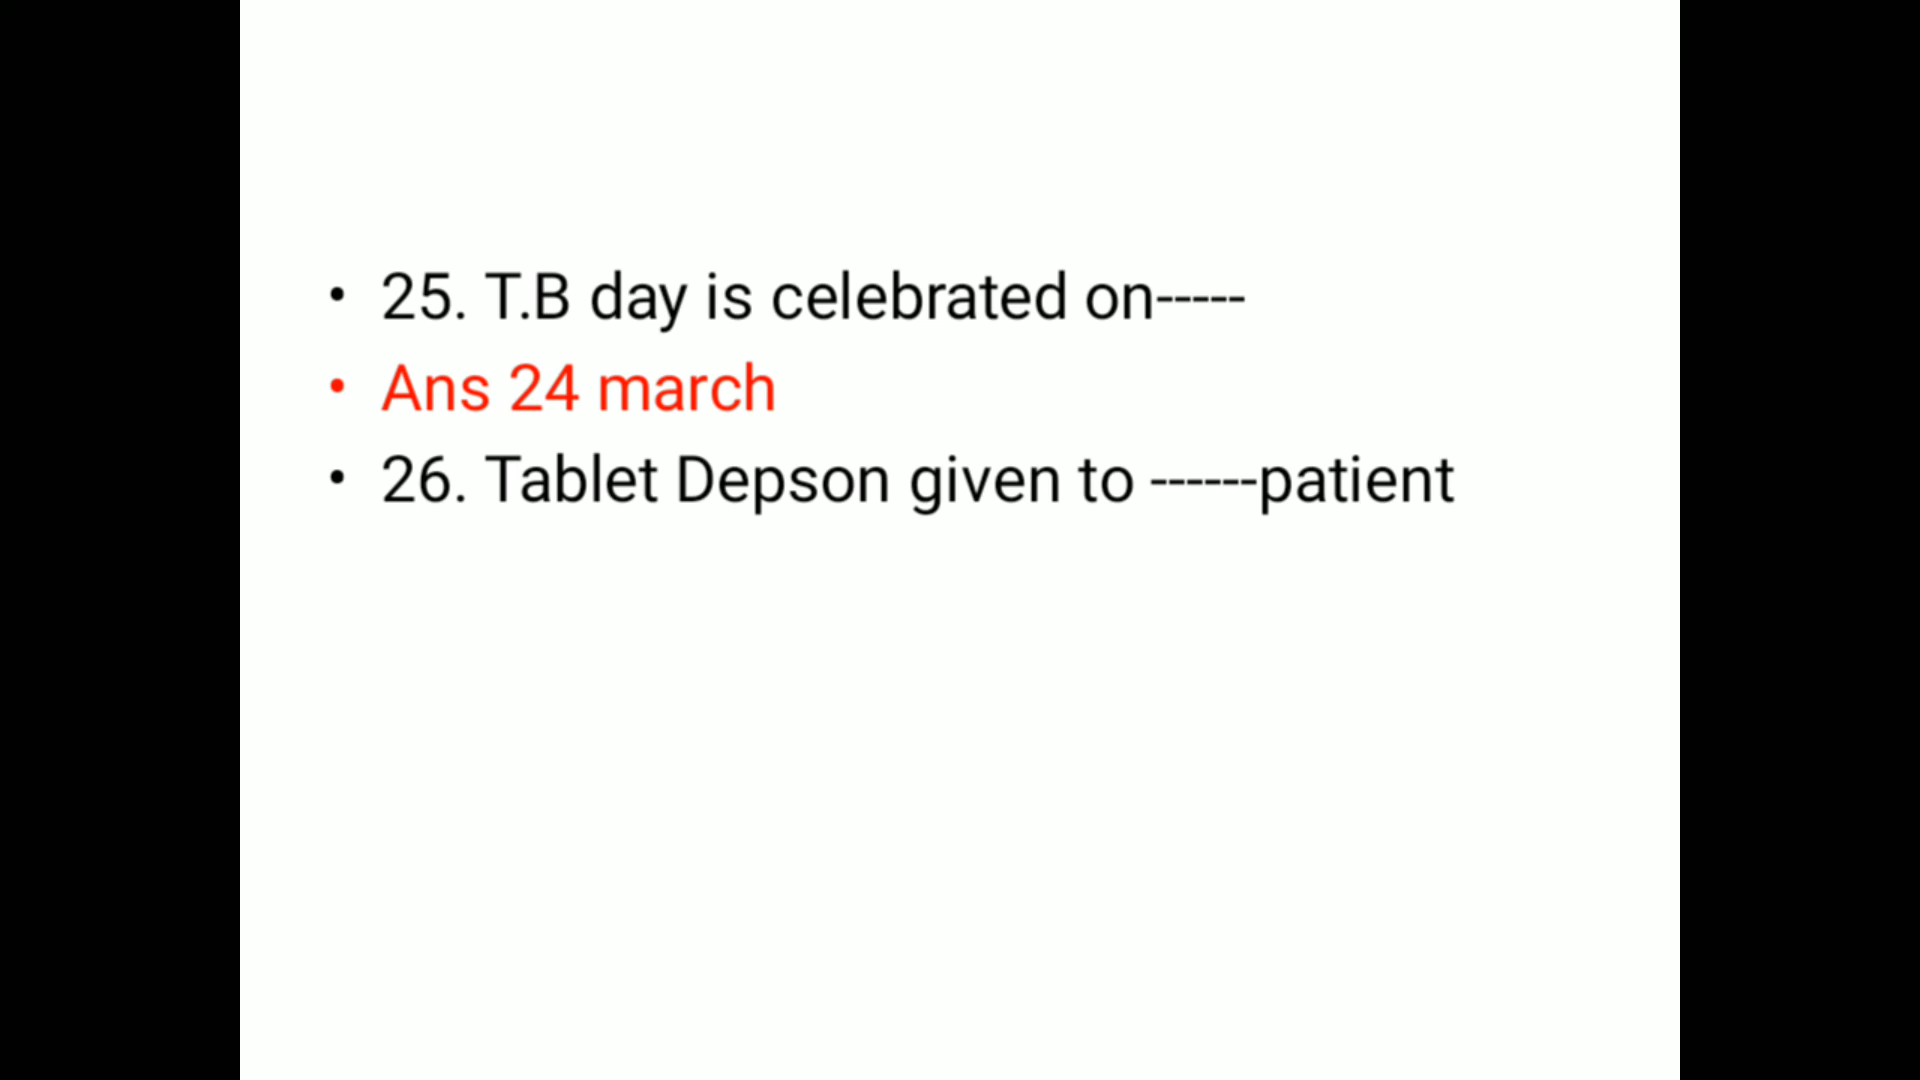 • 25. T.B day is celebrated on-----
• Ans 24 march
• 26. Tablet Depson given to ------patient